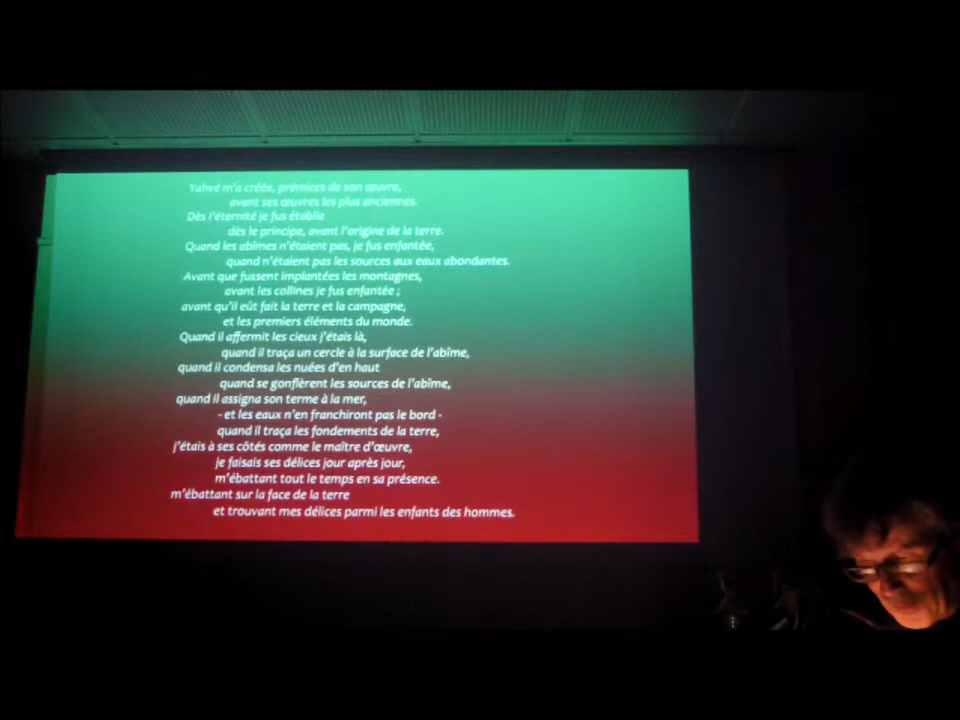 Yahvé m'a créée, prémices de son œuvre,
avant ses œuvres les plus anciennes.
Dès l'éternité je fus établie
dès le principe, avant l'origine de la terre.
Quand les abîmes n'étaient pas, je fus enfantée,
quand n'étaient pas les sources aux eaux abondantes.
Avant que fussent implantées les montagnes,
avant les collines je fus enfantée ;
avant qu'il eût fait la terre et la campagne,
et les premiers éléments du monde.
Quand il affermit les cieux j'étais là,
quand il traça un cercle à la surface de l'abîme,
quand il condensa les nuées d'en haut
quand se gonflèrent les sources de l'abîme,
quand il assigna son terme à la mer,
- et les eaux n'en franchiront pas le bord -
quand il traça les fondements de la terre,
j'étais à ses côtés comme le maître d'œuvre,
je faisais ses délices jour après jour,
m'ébattant tout le temps en sa présence.
m'ébattant sur la face de la terre
et trouvant mes délices parmi les enfants des hommes.